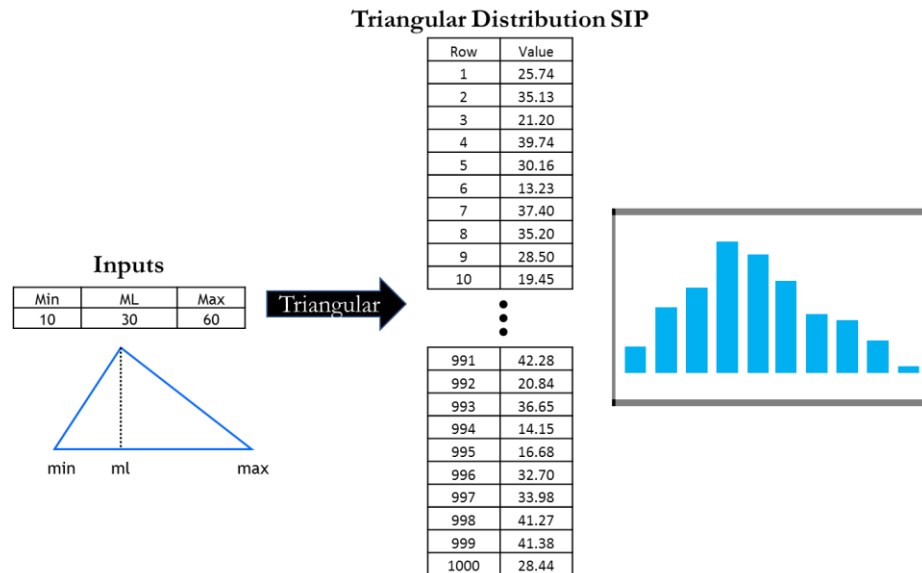 Triangular Distribution SIP
Row Value
1 25.74
2 35.13
3 21.20
4 39.74
5 30.16
6 13.23
7 37.40
8 35.20
9 28.50
10 19.45
Inputs
Min ML Max
10 30 60
Triangular
min ml max
991 42.28
992 20.84
993 36.65
994 14.15
995 16.68
996 32.70
997 33.98
998 41.27
999 41.38
1000 28.44